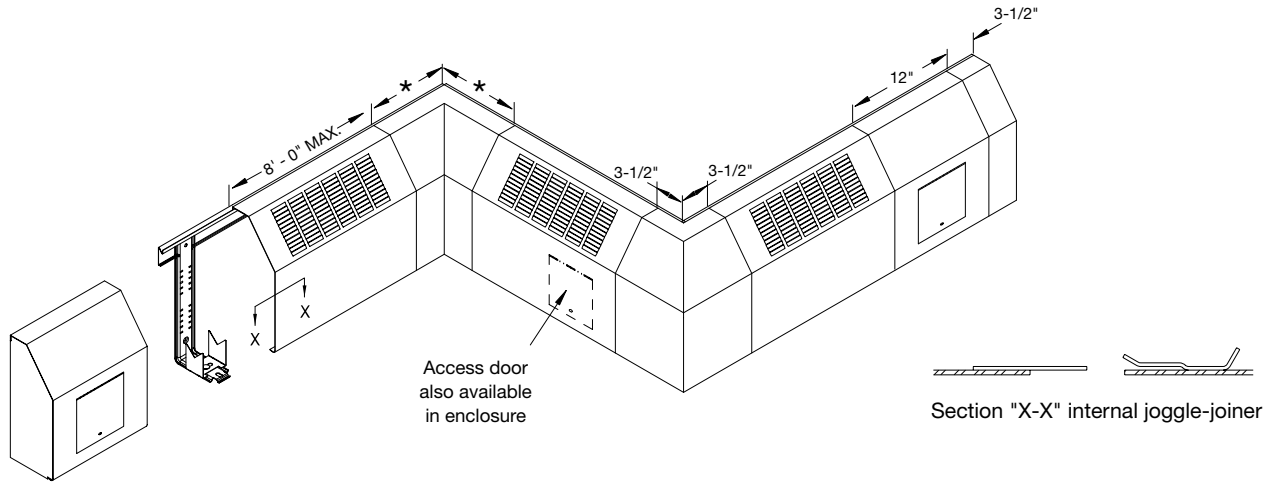 3-1/2"
12"
*
*
8' - 0" MAX.
3-1/2"
3-1/2"
X
X
Access door
also available
in enclosure
Section "X-X" internal joggle-joiner